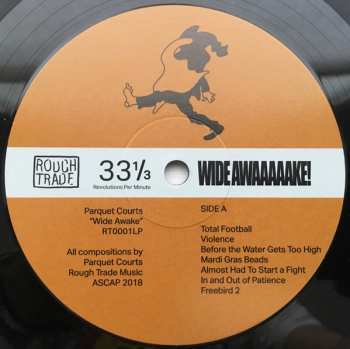 ROUGH
TRADE
33⅓
Revolutions Per Minute
WIDE AWAAAAAKE!
Parquet Courts
"Wide Awake"
RT0001LP
All compositions by
Parquet Courts
Rough Trade Music
ASCAP 2018
SIDE A
Total Football
Violence
Before the Water Gets Too High
Mardi Gras Beads
Almost Had To Start a Fight
In and Out of Patience
Freebird 2